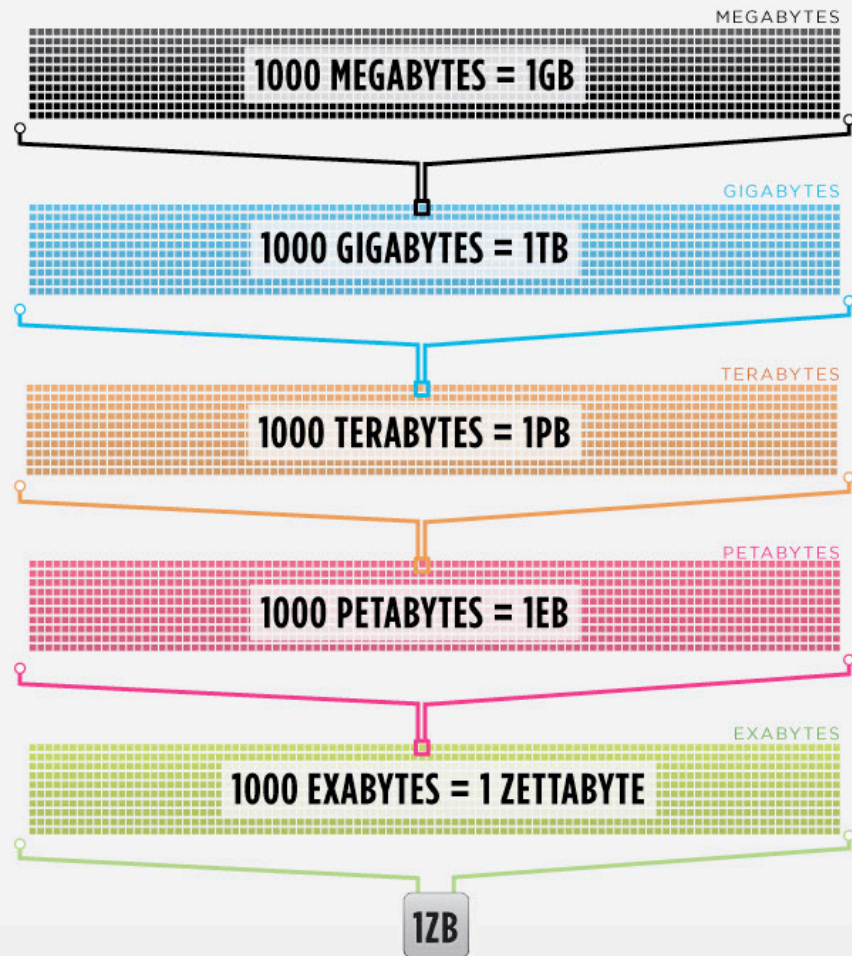 MEGABYTES
1000 MEGABYTES = 1GB
GIGABYTES
1000 GIGABYTES = 1TB
TERABYTES
1000 TERABYTES = 1PB
PETABYTES
1000 PETABYTES = 1EB
EXABYTES
1000 EXABYTES = 1 ZETTABYTE
1ZB